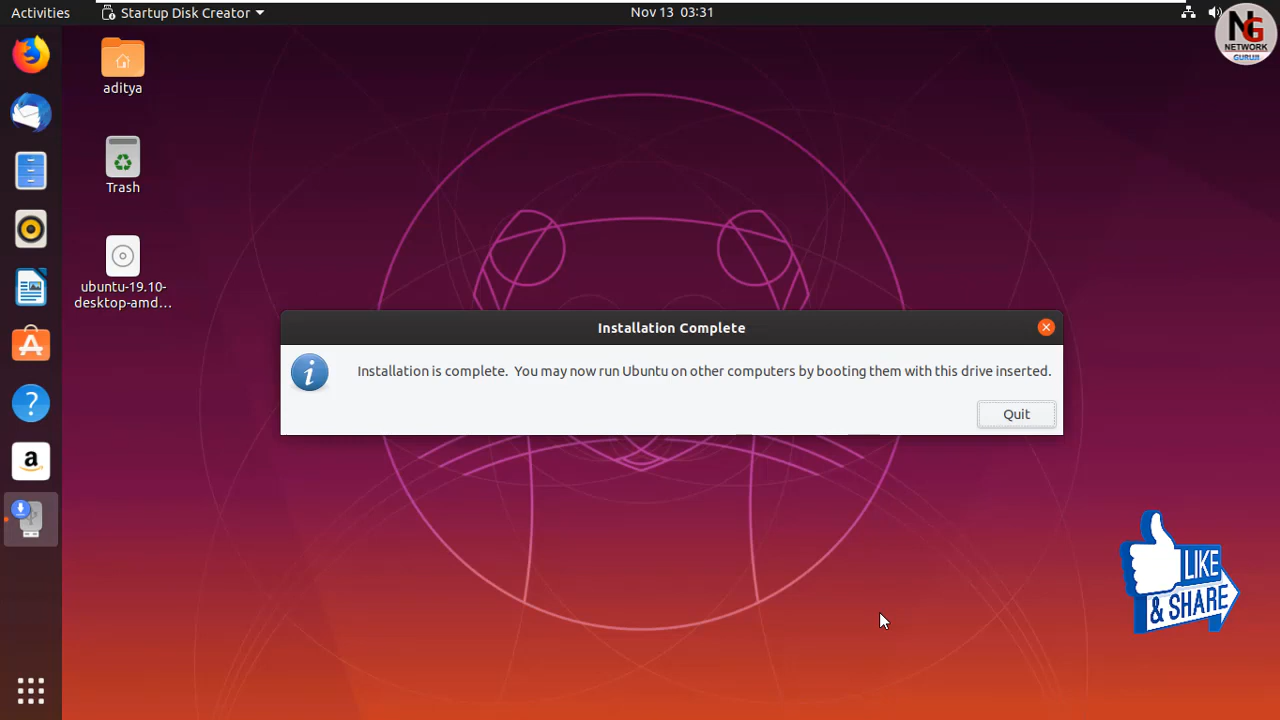 Activities
Startup Disk Creator
Nov 13 03:31
NG
NETWORK
GURUJI
aditya
Trash
ubuntu-19.10-
desktop-amd...
Installation Complete
Installation is complete. You may now run Ubuntu on other computers by booting them with this drive inserted.
Quit
LIKE
& SHARE